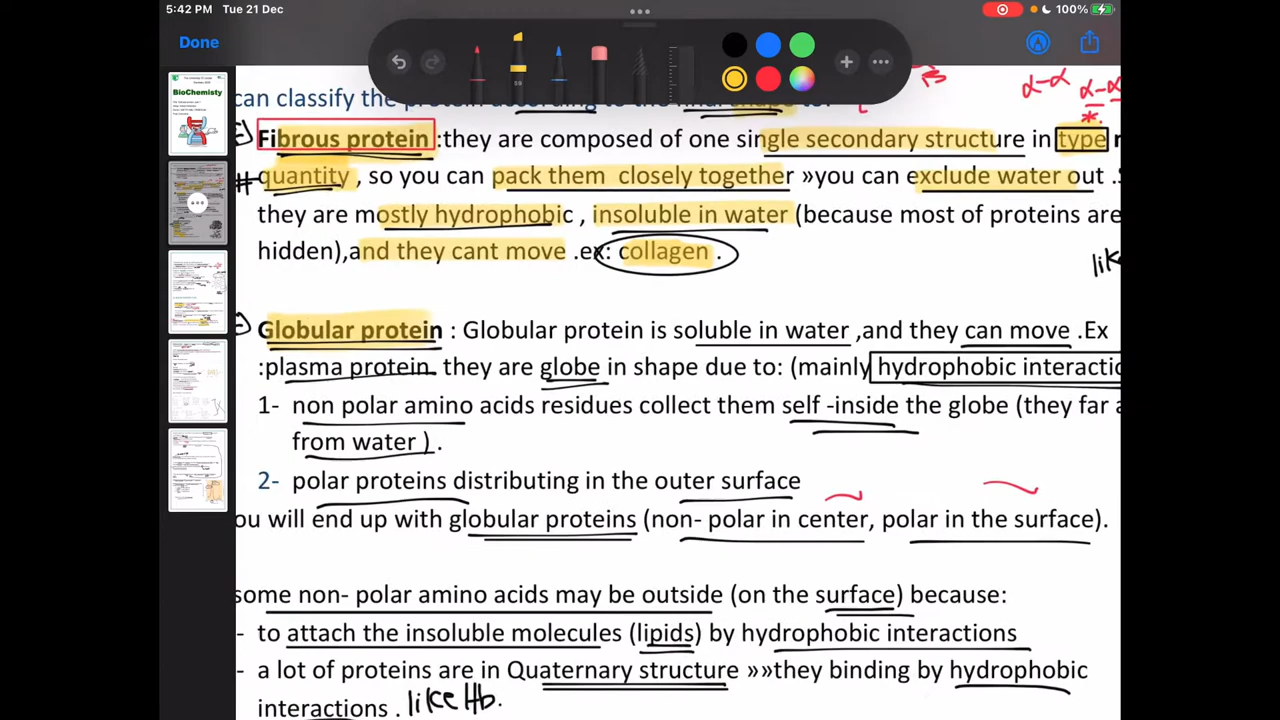 5:42 PM Tue 21 Dec
100%
Done
BioChemisty
59
can classify the protein according
α-α
α-α
Fibrous protein :they are composed of one single secondary structure in type
quantity , so you can pack them closely together »you can exclude water out .
they are mostly hydrophobic , insoluble in water (because most of proteins are
hidden),and they cant move .ex: collagen .
like
Globular protein : Globular protein is soluble in water ,and they can move .Ex
:plasma protein they are globe in shape due to: (mainly hydrophobic interactio
1- non polar amino acids residues collect them self -inside the globe (they far
from water ) .
2- polar proteins distributing in the outer surface
ou will end up with globular proteins (non- polar in center, polar in the surface).
some non- polar amino acids may be outside (on the surface) because:
- to attach the insoluble molecules (lipids) by hydrophobic interactions
- a lot of proteins are in Quaternary structure »»they binding by hydrophobic
interactions . like Hb.